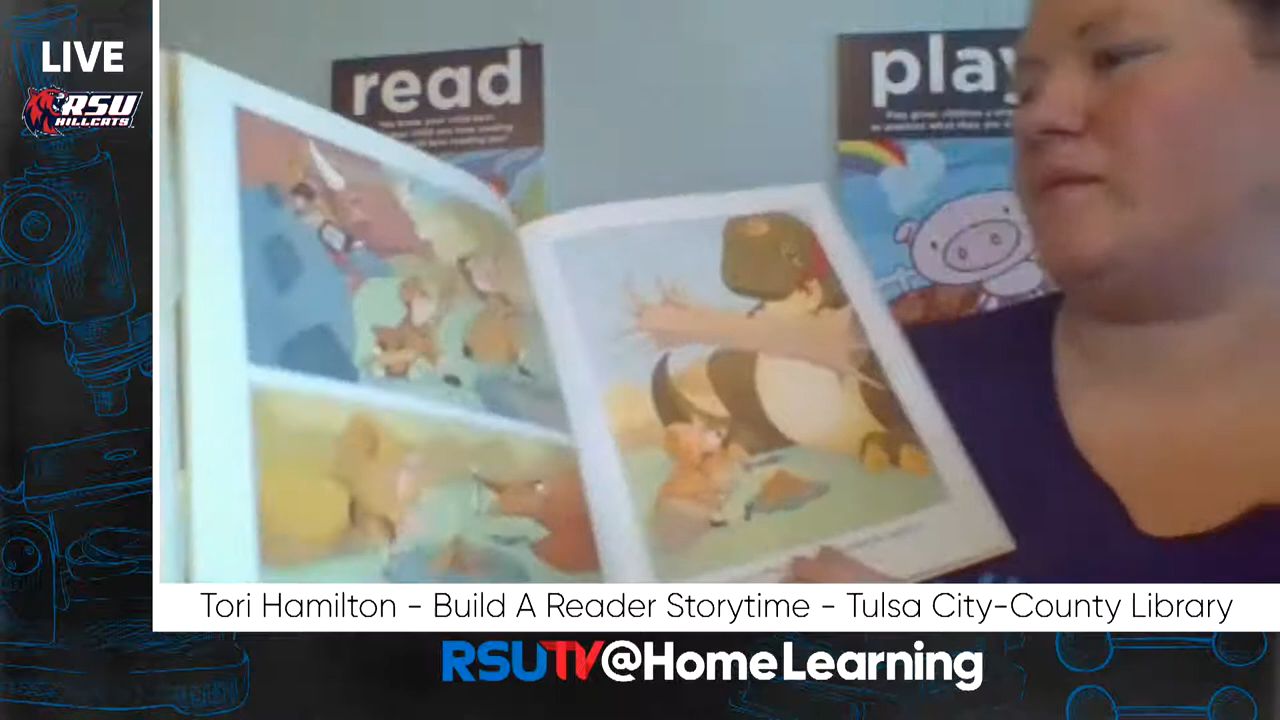 LIVE
RSU
HILLCATS
read
play
Tori Hamilton - Build A Reader Storytime - Tulsa City-County Library
RSUTV@HomeLearning